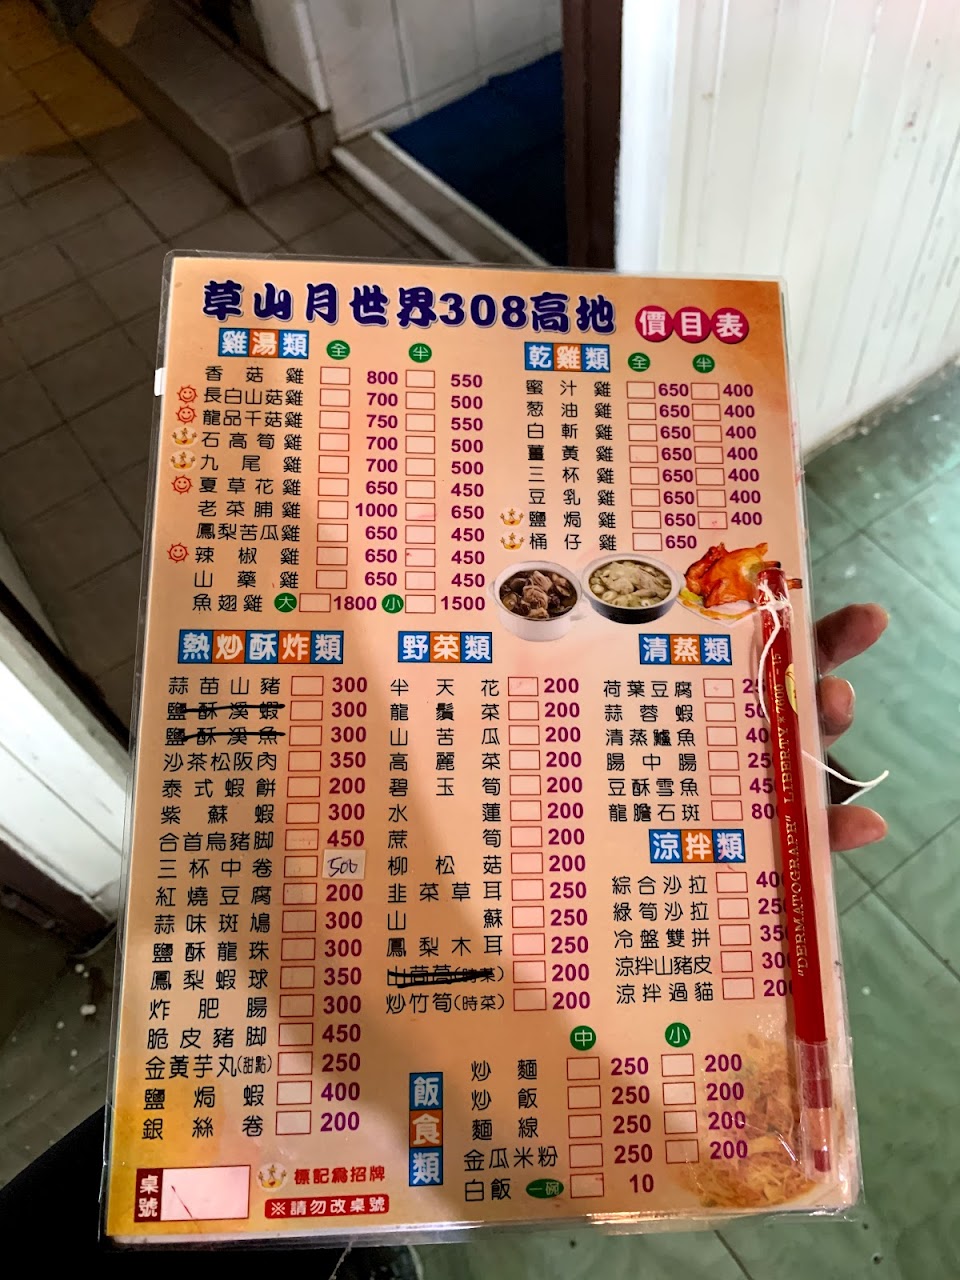 草山月世界308高地 價目表
雞湯類 全 半
香菇雞 800 550
長白山菇雞 700 500
龍品干菇雞 750 550
石高筍雞 700 500
九尾雞 700 500
夏草花雞 650 450
老菜脯雞 1000 650
鳳梨苦瓜雞 650 450
辣椒雞 650 450
山藥雞 650 450
魚翅雞 大 1800 小 1500
乾雞類 全 半
蜜汁雞 650 400
葱油雞 650 400
白斬雞 650 400
薑黃雞 650 400
三杯雞 650 400
豆乳雞 650 400
鹽焗雞 650 400
桶仔雞 650
熱炒酥炸類
蒜苗山豬 300
鹽酥溪蝦 300
鹽酥溪魚 300
沙茶松阪肉 350
泰式蝦餅 200
紫蘇蝦 300
合首烏豬脚 450
三杯中卷 500
紅燒豆腐 200
蒜味斑鳩 300
鹽酥龍珠 300
鳳梨蝦球 350
炸肥腸 300
脆皮豬脚 450
金黃芋丸(甜點) 250
鹽焗蝦 400
銀絲卷 200
野菜類
半天花 200
龍鬚菜 200
山苦瓜 200
高麗菜 200
碧玉筍 200
水蓮 200
蔗筍 200
柳松菇 200
韭菜草耳 250
山蘇 250
鳳梨木耳 250
山茼蒿(時菜) 200
炒竹筍(時菜) 200
清蒸類
荷葉豆腐
蒜蓉蝦
清蒸鱸魚
腸中腸
豆酥雪魚
龍膽石斑
涼拌類
綜合沙拉
綠筍沙拉
冷盤雙拼
涼拌山豬皮
涼拌過貓
飯食類 中 小
炒麵 250 200
炒飯 250 200
麵線 250 200
金瓜米粉 250 200
白飯 一碗 10
桌號
標記為招牌
※請勿改桌號
"DERMATOGRAPH" LIBERTY